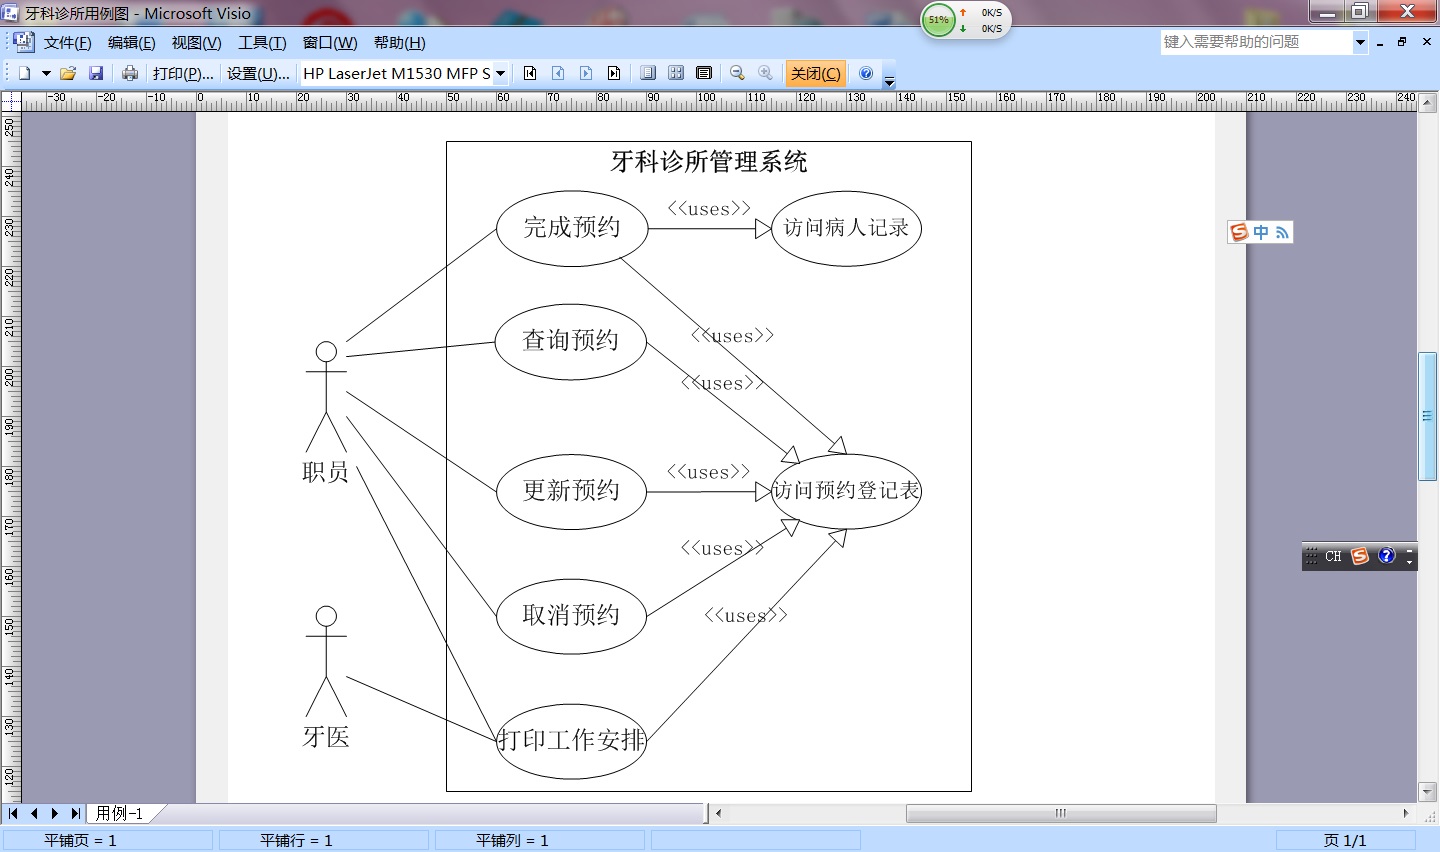 牙科诊所用例图 - Microsoft Visio
51%
0K/S
0K/S
文件(F) 编辑(E) 视图(V) 工具(T) 窗口(W) 帮助(H)
键入需要帮助的问题
打印(P)... 设置(U)... HP LaserJet M1530 MFP S
关闭(C)
-30 -20 -10 0 10 20 30 40 50 60 70 80 90 100 110 120 130 140 150 160 170 180 190 200 210 220 230 240
250
240
230
220
210
200
190
180
170
160
150
140
130
120
牙科诊所管理系统
完成预约
<<uses>>
访问病人记录
中
查询预约
<<uses>>
<<uses>>
职员
更新预约
<<uses>>
访问预约登记表
<<uses>>
CH
取消预约
<<uses>>
牙医
打印工作安排
用例-1
平铺页 = 1
平铺行 = 1
平铺列 = 1
页 1/1